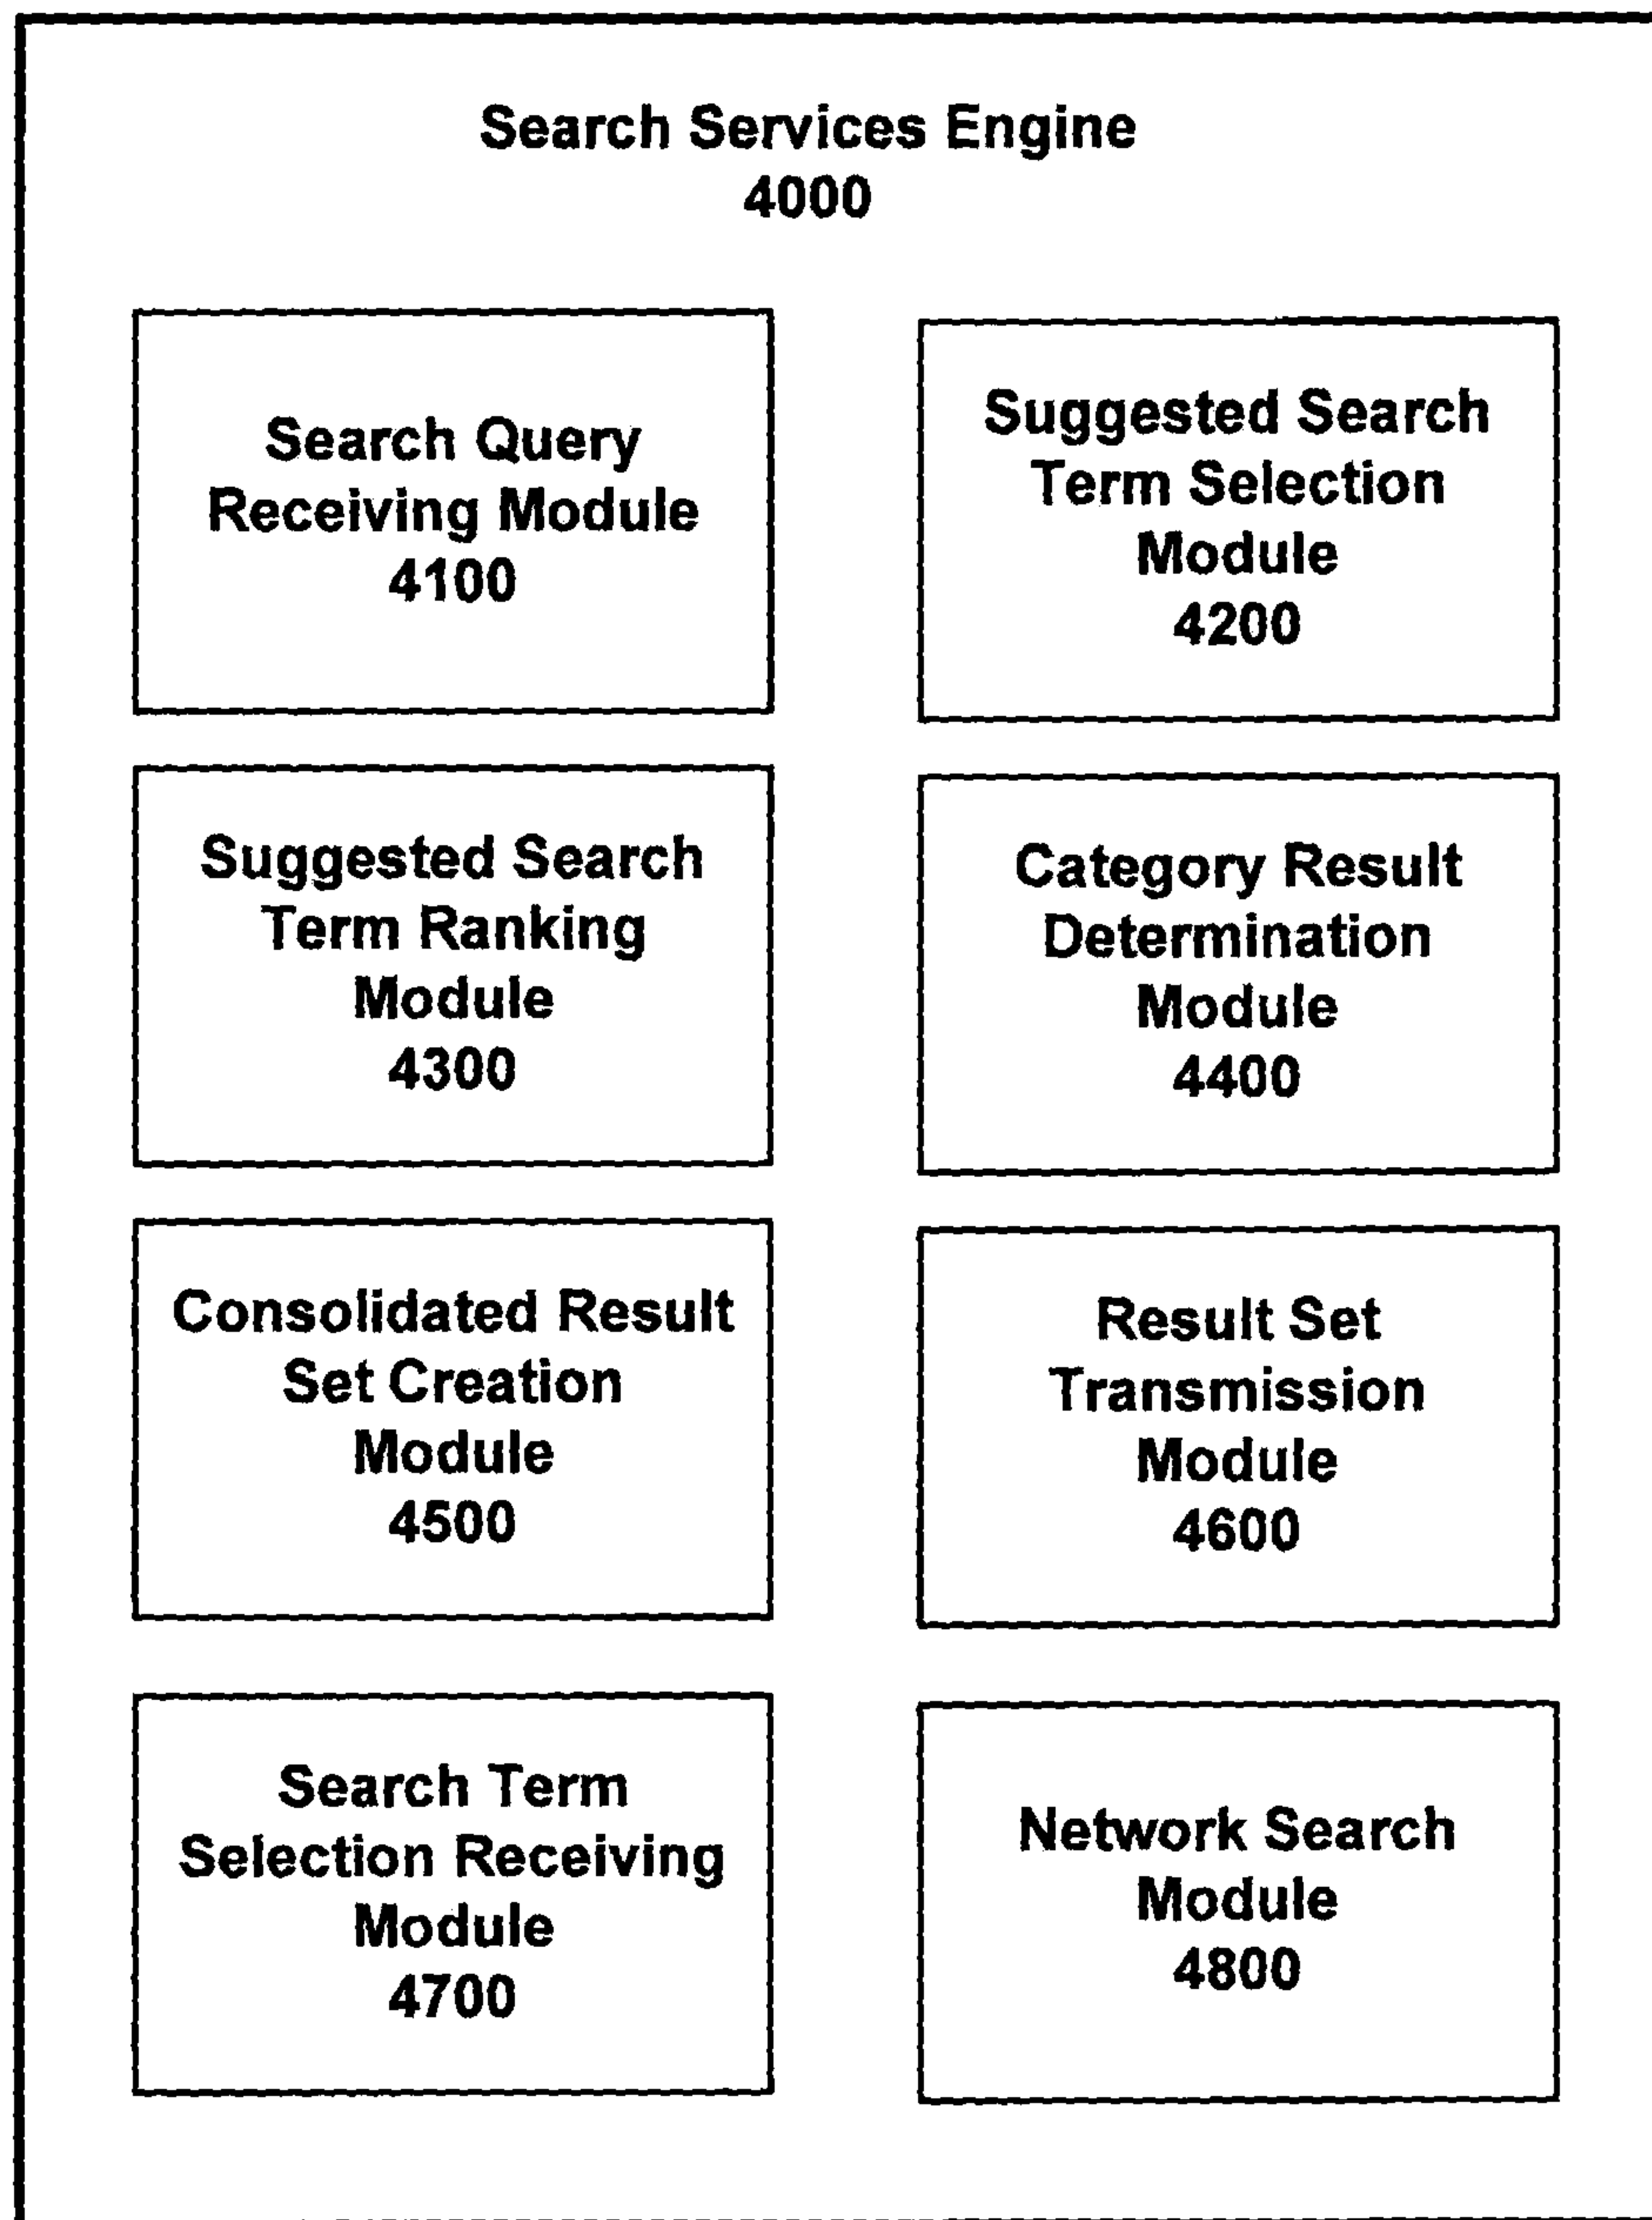 Search Services Engine
4000
Search Query
Receiving Module
4100
Suggested Search
Term Selection
Module
4200
Suggested Search
Term Ranking
Module
4300
Category Result
Determination
Module
4400
Consolidated Result
Set Creation
Module
4500
Result Set
Transmission
Module
4600
Search Term
Selection Receiving
Module
4700
Network Search
Module
4800